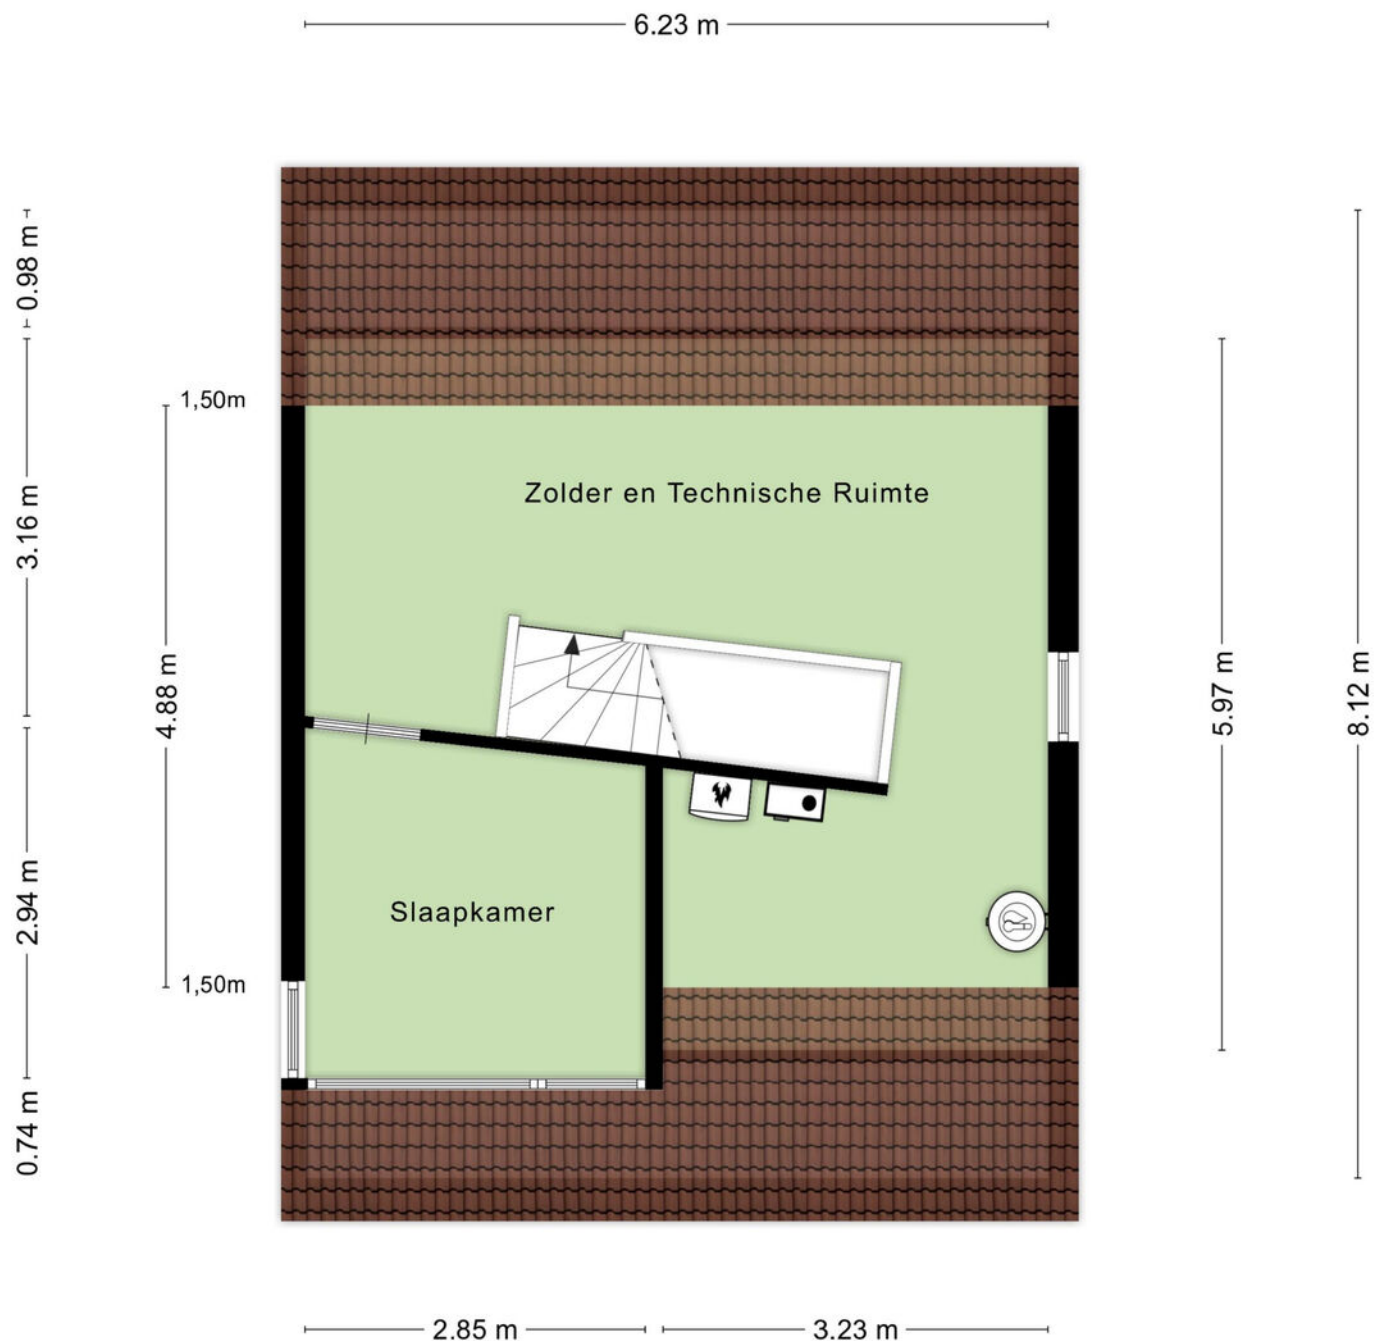 6.23 m
0.98 m
1,50m
Zolder en Technische Ruimte
3.16 m
4.88 m
5.97 m
8.12 m
Slaapkamer
2.94 m
1,50m
0.74 m
2.85 m
3.23 m